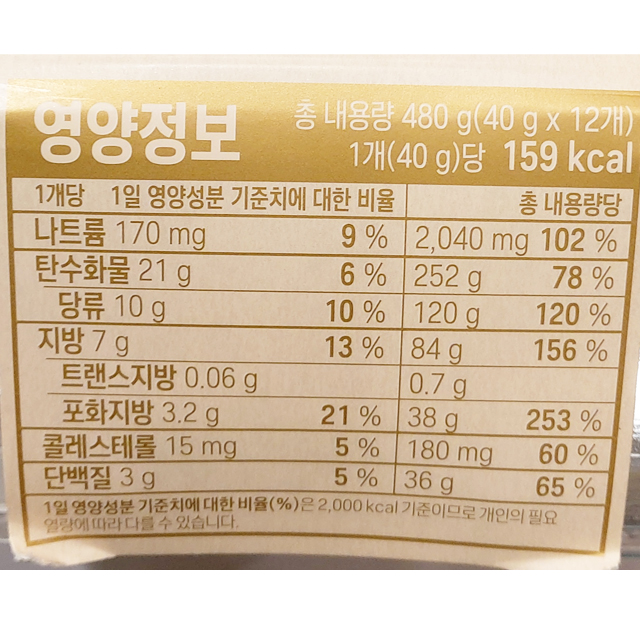 영양정보
총 내용량 480 g(40 g x 12개)
1개(40 g)당 159 kcal
1개당 1일 영양성분 기준치에 대한 비율 총 내용량당
나트륨 170 mg 9 % 2,040 mg 102 %
탄수화물 21 g 6 % 252 g 78 %
당류 10 g 10 % 120 g 120 %
지방 7 g 13 % 84 g 156 %
트랜스지방 0.06 g 0.7 g
포화지방 3.2 g 21 % 38 g 253 %
콜레스테롤 15 mg 5 % 180 mg 60 %
단백질 3 g 5 % 36 g 65 %
1일 영양성분 기준치에 대한 비율(%)은 2,000 kcal 기준이므로 개인의 필요
열량에 따라 다를 수 있습니다.